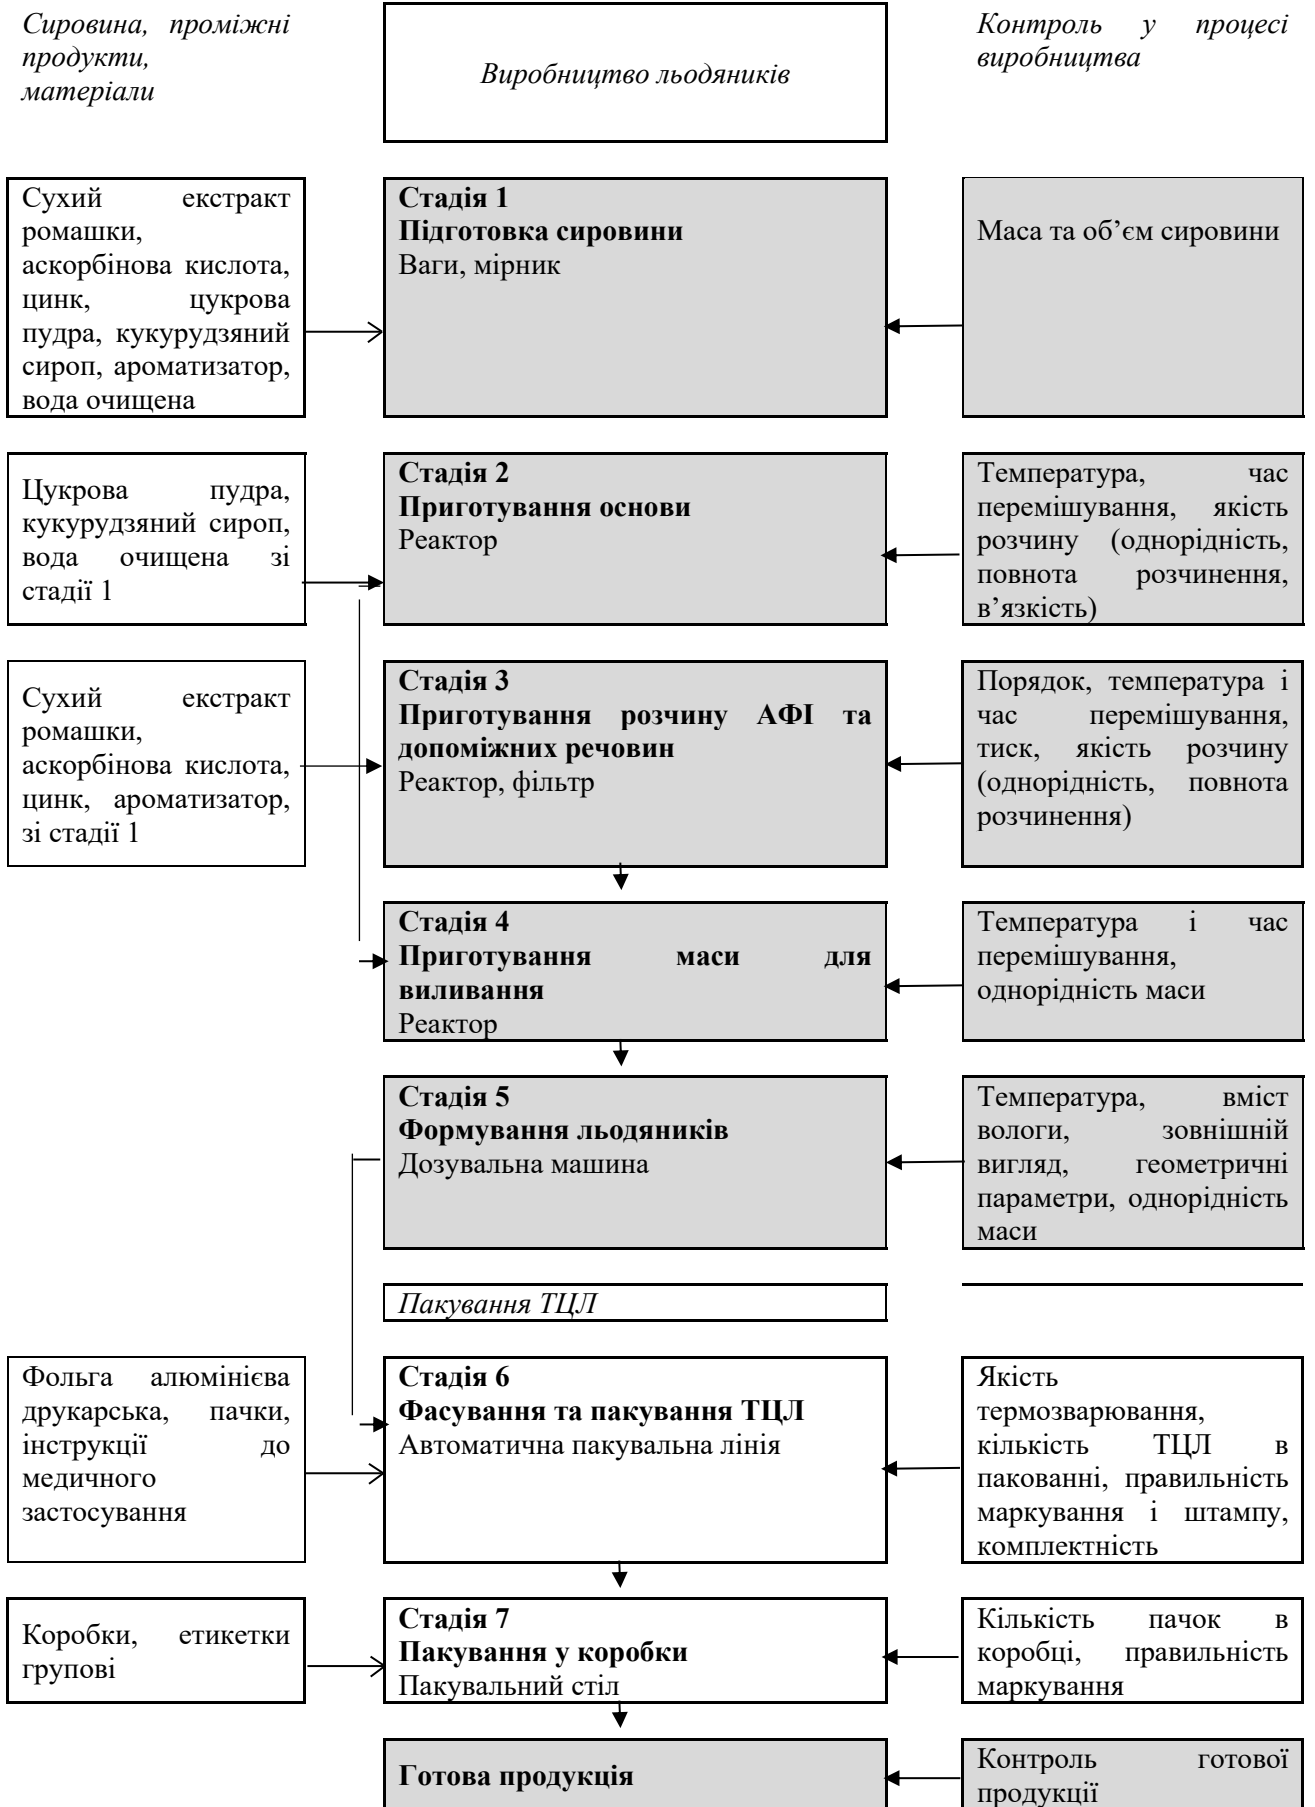 Сировина, проміжні
продукти,
матеріали
Виробництво льодяників
Контроль у процесі
виробництва
Сухий екстракт
ромашки,
аскорбінова кислота,
цинк, цукрова
пудра, кукурудзяний
сироп, ароматизатор,
вода очищена
Стадія 1
Підготовка сировини
Ваги, мірник
Маса та об’єм сировини
Цукрова пудра,
кукурудзяний сироп,
вода очищена зі
стадії 1
Стадія 2
Приготування основи
Реактор
Температура, час
перемішування, якість
розчину (однорідність,
повнота розчинення,
в’язкість)
Сухий екстракт
ромашки,
аскорбінова кислота,
цинк, ароматизатор,
зі стадії 1
Стадія 3
Приготування розчину АФІ та
допоміжних речовин
Реактор, фільтр
Порядок, температура і
час перемішування,
тиск, якість розчину
(однорідність, повнота
розчинення)
Стадія 4
Приготування маси для
виливання
Реактор
Температура і час
перемішування,
однорідність маси
Стадія 5
Формування льодяників
Дозувальна машина
Температура, вміст
вологи, зовнішній
вигляд, геометричні
параметри, однорідність
маси
Пакування ТЦЛ
Фольга алюмінієва
друкарська, пачки,
інструкції до
медичного
застосування
Стадія 6
Фасування та пакування ТЦЛ
Автоматична пакувальна лінія
Якість
термозварювання,
кількість ТЦЛ в
пакованні, правильність
маркування і штампу,
комплектність
Коробки, етикетки
групові
Стадія 7
Пакування у коробки
Пакувальний стіл
Кількість пачок в
коробці, правильність
маркування
Готова продукція
Контроль готової
продукції